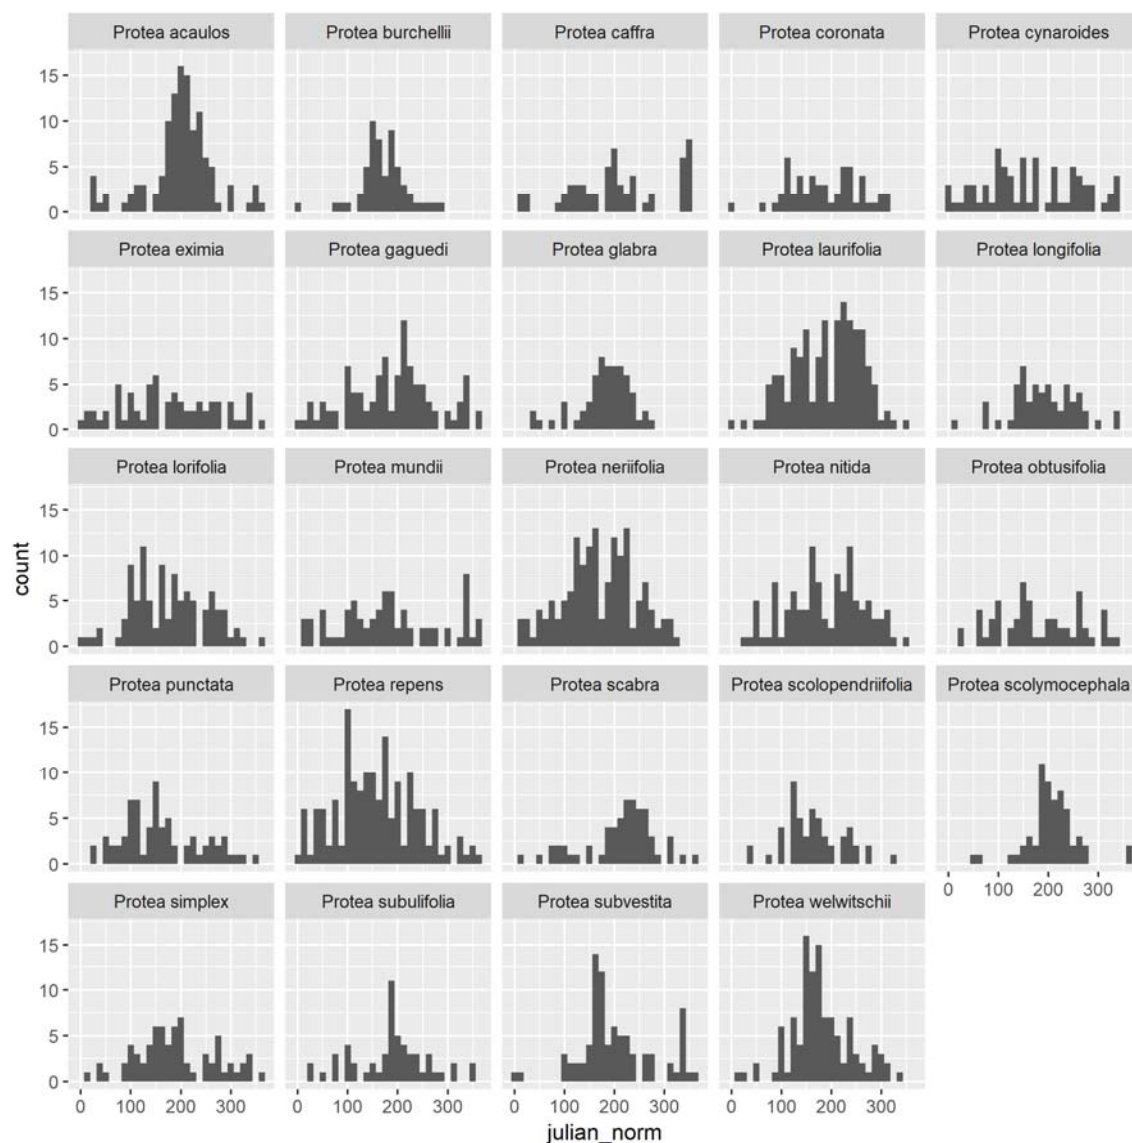 Protea acaulos Protea burchellii Protea caffra Protea coronata Protea cynaroides
15
10
5
0
Protea eximia Protea gaguedi Protea glabra Protea laurifolia Protea longifolia
15
10
5
0
Protea lorifolia Protea mundii Protea neriifolia Protea nitida Protea obtusifolia
15
10
5
0
count
Protea punctata Protea repens Protea scabra Protea scolopendriifolia Protea scolymocephala
15
10
5
0
0 100 200 300
Protea simplex Protea subulifolia Protea subvestita Protea welwitschii
15
10
5
0
0 100 200 300 0 100 200 300 0 100 200 300 0 100 200 300
julian_norm